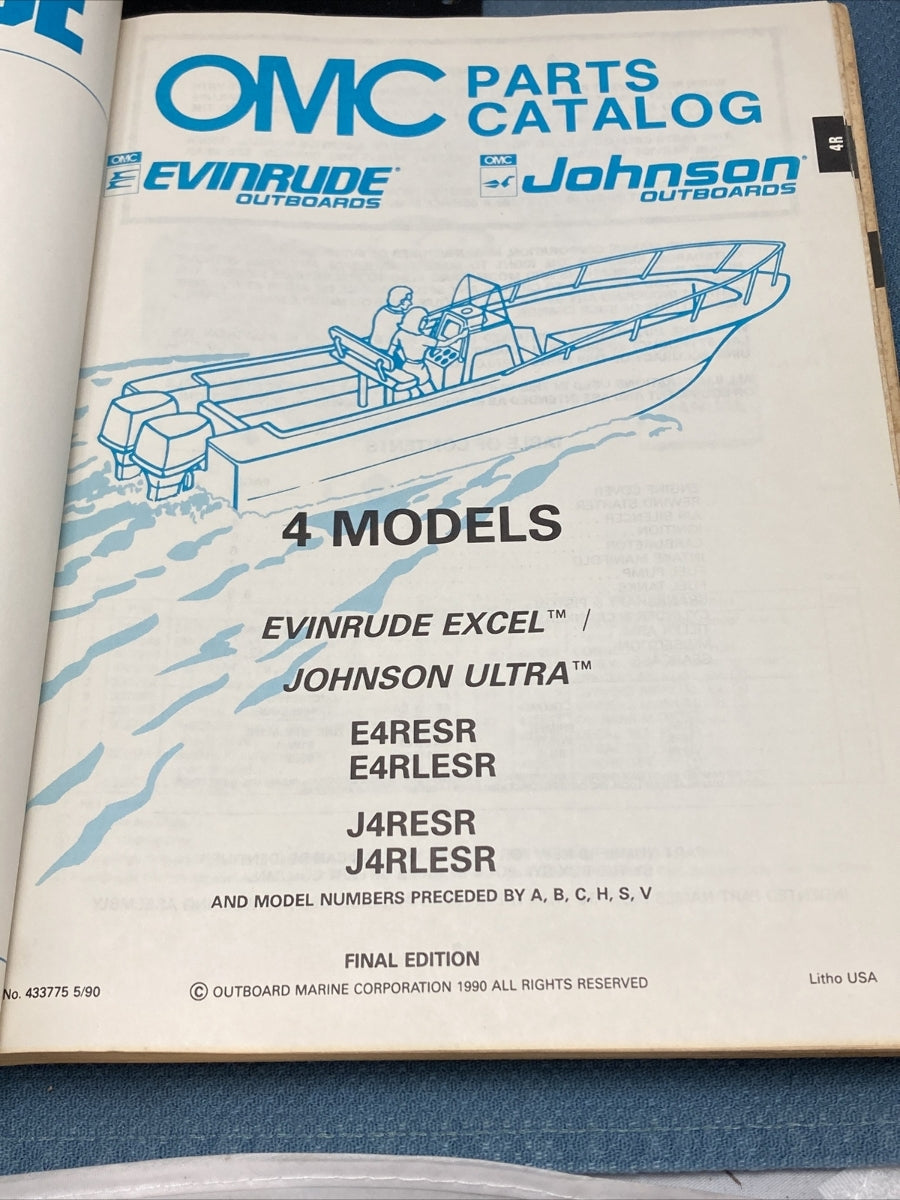 OMC PARTS CATALOG
OMC EVINRUDE® OUTBOARDS
OMC Johnson® OUTBOARDS
4R
4 MODELS
EVINRUDE EXCEL™ /
JOHNSON ULTRA™
E4RESR
E4RLESR
J4RESR
J4RLESR
AND MODEL NUMBERS PRECEDED BY A, B, C, H, S, V
FINAL EDITION
No. 433775 5/90
© OUTBOARD MARINE CORPORATION 1990 ALL RIGHTS RESERVED
Litho USA